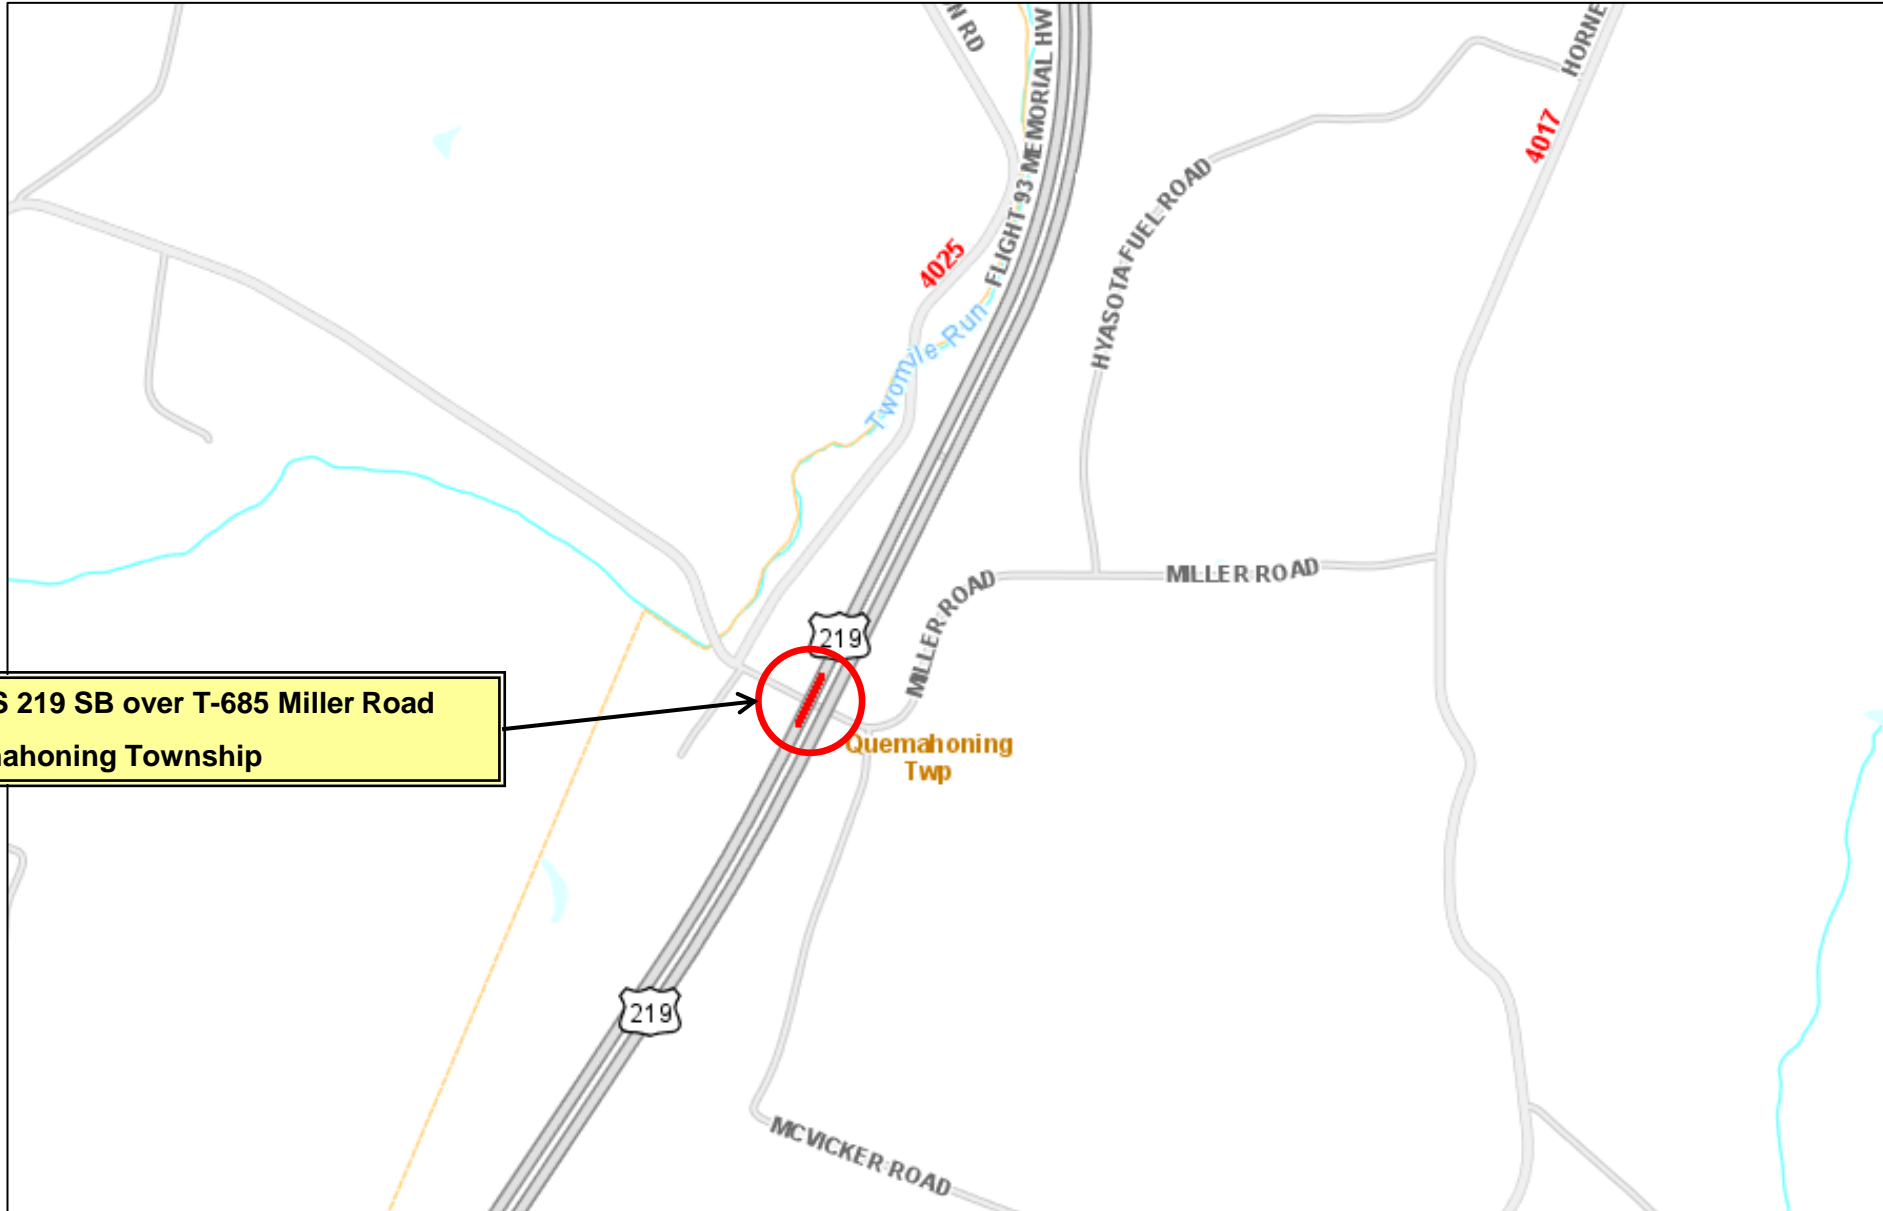 N RD
FLIGHT 93 MEMORIAL HW
HORNE
4017
HYASOTA FUEL ROAD
4025
Twomile Run
MILLER ROAD
MILLER ROAD
219
S 219 SB over T-685 Miller Road
ahoning Township
Quemahoning
Twp
219
MCVICKER ROAD